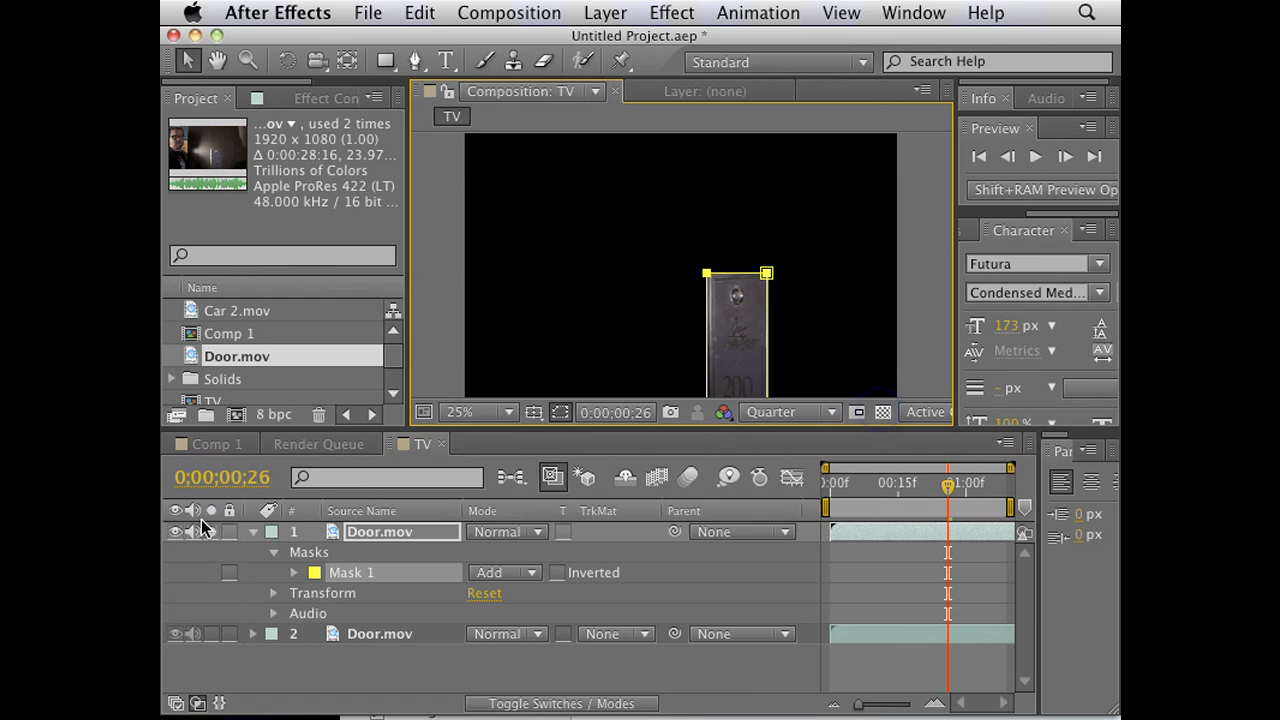 After Effects File Edit Composition Layer Effect Animation View Window Help
Untitled Project.aep *
T Standard Search Help
Project Effect Con Composition: TV Layer: (none) Info Audio
TV
...ov ▼, used 2 times
1920 x 1080 (1.00)
Δ 0:00:28:16, 23.97...
Trillions of Colors
Apple ProRes 422 (LT)
48.000 kHz / 16 bit ...
Preview
Shift+RAM Preview Op
Character
Futura
Condensed Med...
173 px
Metrics
- px
100 %
Name
Car 2.mov
Comp 1
Door.mov
Solids
TV
8 bpc
200
25% 0;00;00;26 Quarter Active
Comp 1 Render Queue TV
0;00;00;26
:00f 00:15f 01:00f
# Source Name Mode T TrkMat Parent
1 Door.mov Normal None
Masks
Mask 1 Add Inverted
Transform Reset
Audio
2 Door.mov Normal None None
Toggle Switches / Modes
Par
0 px
0 px